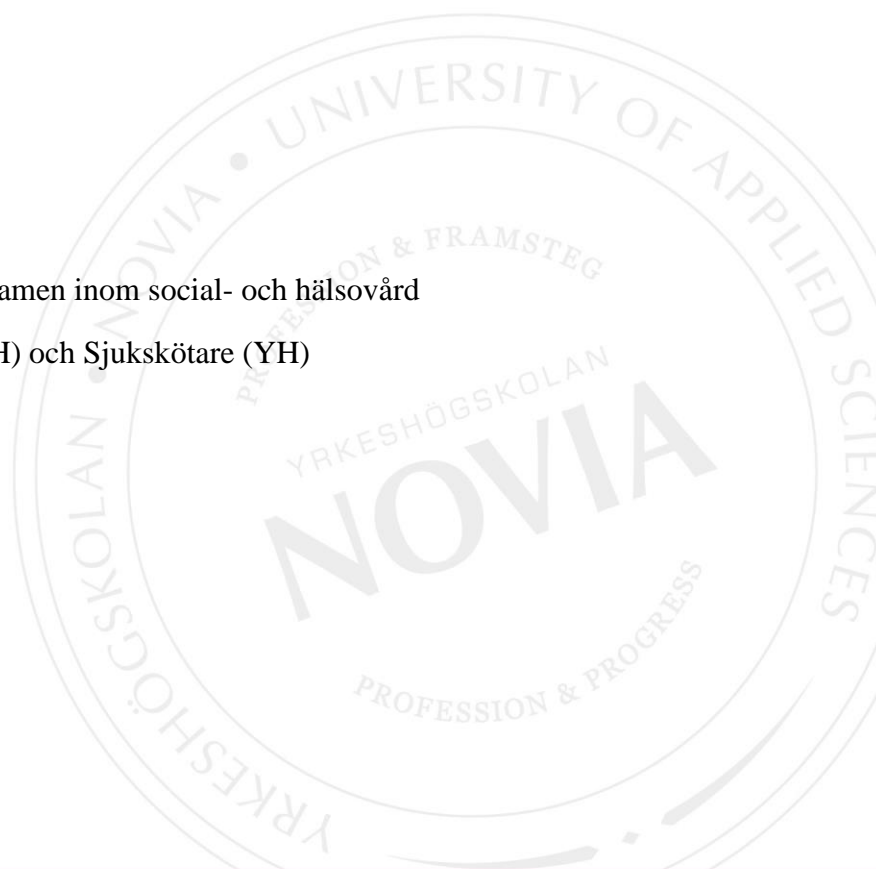 amen inom social- och hälsovård
H) och Sjukskötare (YH)
YRKESHÖGSKOLAN • NOVIA • UNIVERSITY OF APPLIED SCIENCES
PROFESSION & FRAMSTEG
YRKESHÖGSKOLAN
NOVIA
PROFESSION & PROGRESS